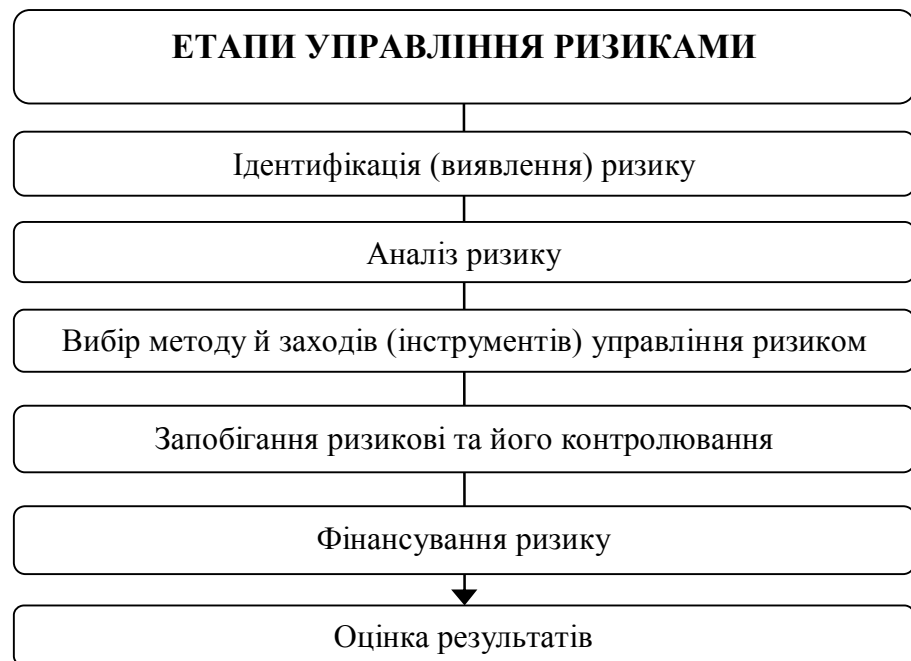 ЕТАПИ УПРАВЛІННЯ РИЗИКАМИ
Ідентифікація (виявлення) ризику
Аналіз ризику
Вибір методу й заходів (інструментів) управління ризиком
Запобігання ризикові та його контролювання
Фінансування ризику
Оцінка результатів